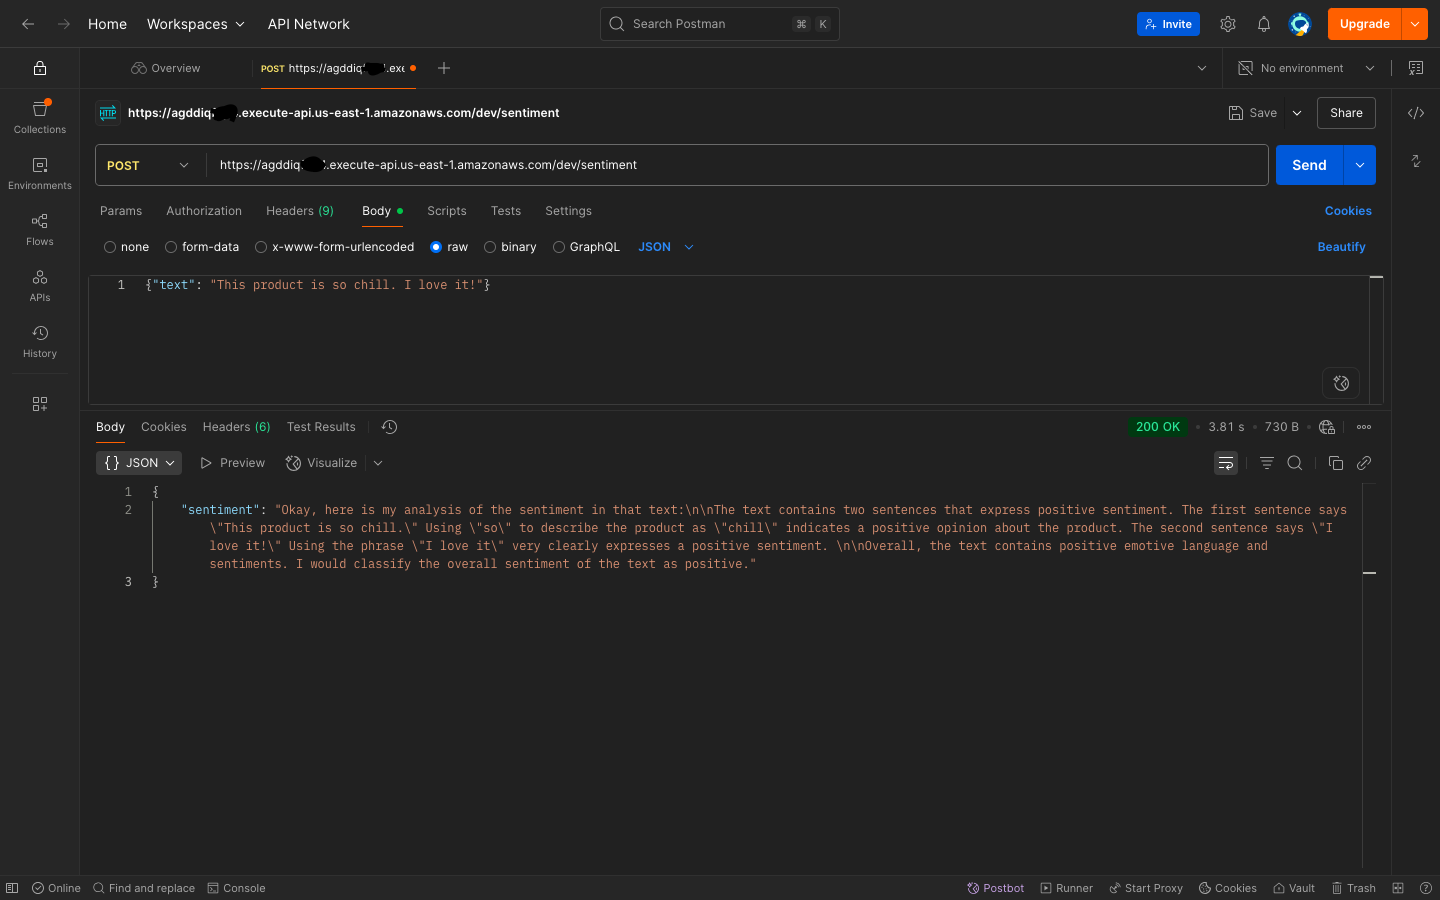 Home Workspaces API Network Search Postman ⌘ K Invite Upgrade
Overview POST https://agddiq .exe No environment
HTTP https://agddiq .execute-api.us-east-1.amazonaws.com/dev/sentiment Save Share
POST https://agddiq .execute-api.us-east-1.amazonaws.com/dev/sentiment Send
Collections
Environments
Flows
APIs
History
Params Authorization Headers (9) Body Scripts Tests Settings Cookies
none form-data x-www-form-urlencoded raw binary GraphQL JSON Beautify
1 {"text": "This product is so chill. I love it!"}
Body Cookies Headers (6) Test Results 200 OK 3.81 s 730 B
{} JSON Preview Visualize
1 {
2 "sentiment": "Okay, here is my analysis of the sentiment in that text:\n\nThe text contains two sentences that express positive sentiment. The first sentence says
\"This product is so chill.\" Using \"so\" to describe the product as \"chill\" indicates a positive opinion about the product. The second sentence says \"I
love it!\" Using the phrase \"I love it\" very clearly expresses a positive sentiment. \n\nOverall, the text contains positive emotive language and
sentiments. I would classify the overall sentiment of the text as positive."
3 }
Online Find and replace Console Postbot Runner Start Proxy Cookies Vault Trash